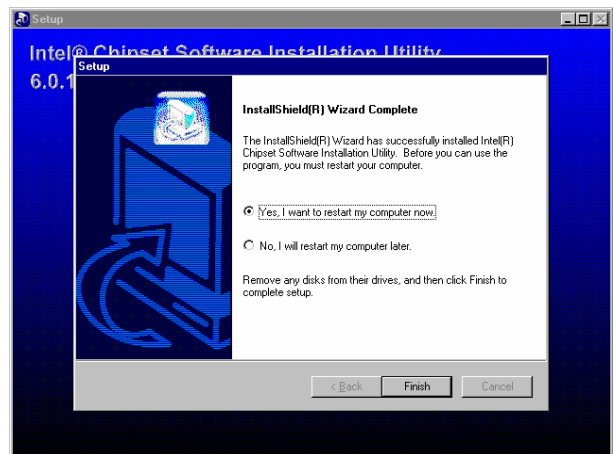 Setup
Intel® Chipset Software Installation Utility
6.0.1
Setup
InstallShield(R) Wizard Complete
The InstallShield(R) Wizard has successfully installed Intel(R)
Chipset Software Installation Utility. Before you can use the
program, you must restart your computer.
Yes, I want to restart my computer now.
No, I will restart my computer later.
Remove any disks from their drives, and then click Finish to
complete setup.
< Back
Finish
Cancel